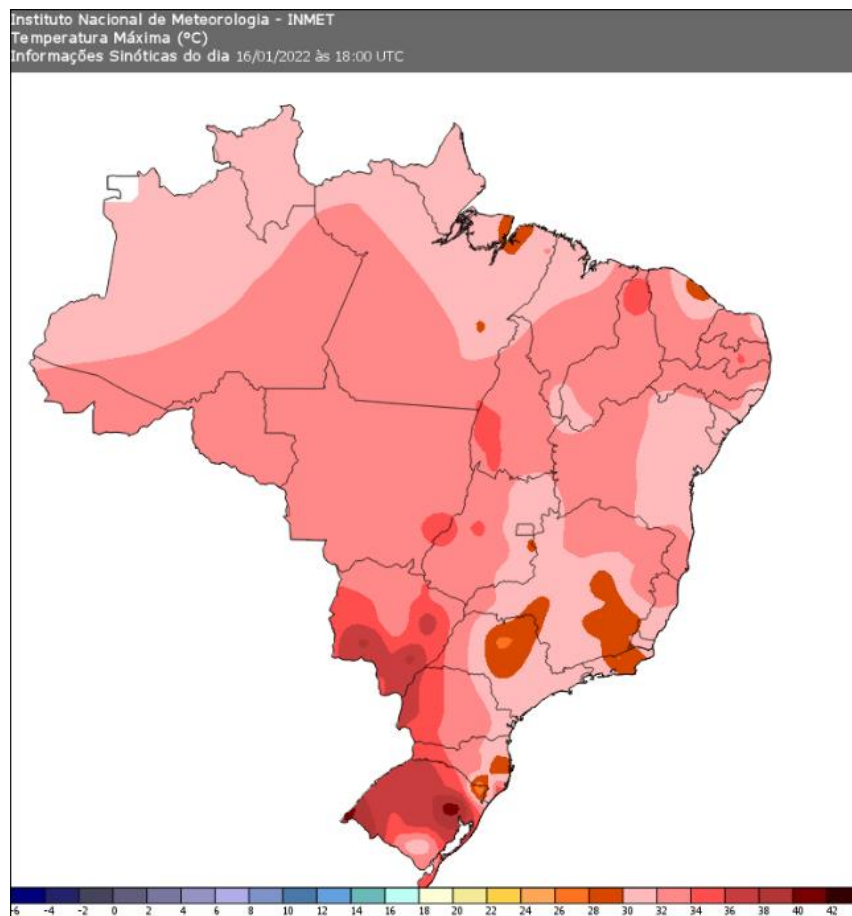 Instituto Nacional de Meteorologia - INMET
Temperatura Máxima (ºC)
Informações Sinóticas do dia 16/01/2022 às 18:00 UTC
-6 -4 -2 0 2 4 6 8 10 12 14 16 18 20 22 24 26 28 30 32 34 36 38 40 42